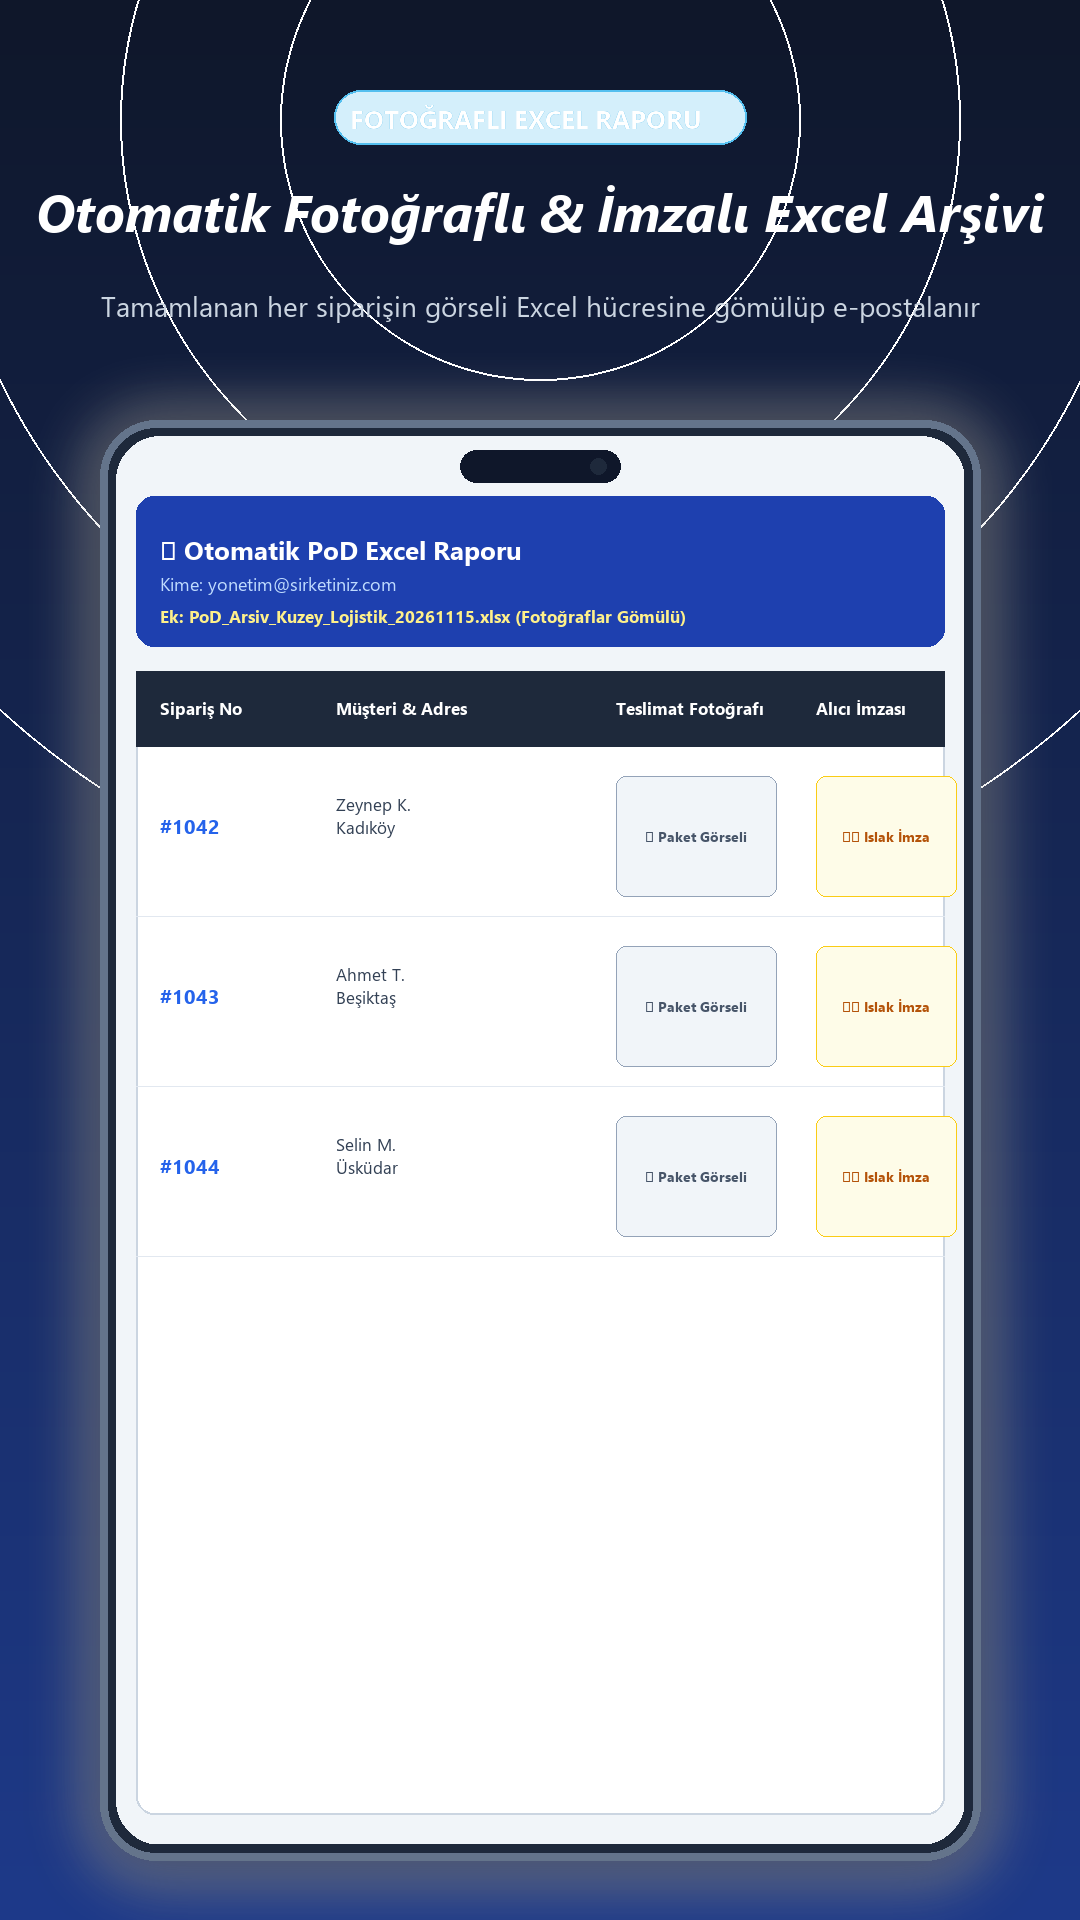 FOTOĞRAFLI EXCEL RAPORU
Otomatik Fotoğraflı & İmzalı Excel Arşivi
Tamamlanan her siparişin görseli Excel hücresine gömülüp e-postalanır
Otomatik PoD Excel Raporu
Kime: yonetim@sirketiniz.com
Ek: PoD_Arsiv_Kuzey_Lojistik_20261115.xlsx (Fotoğraflar Gömülü)
Sipariş No Müşteri & Adres Teslimat Fotoğrafı Alıcı İmzası
#1042
Zeynep K.
Kadıköy
Paket Görseli
Islak İmza
#1043
Ahmet T.
Beşiktaş
Paket Görseli
Islak İmza
#1044
Selin M.
Üsküdar
Paket Görseli
Islak İmza